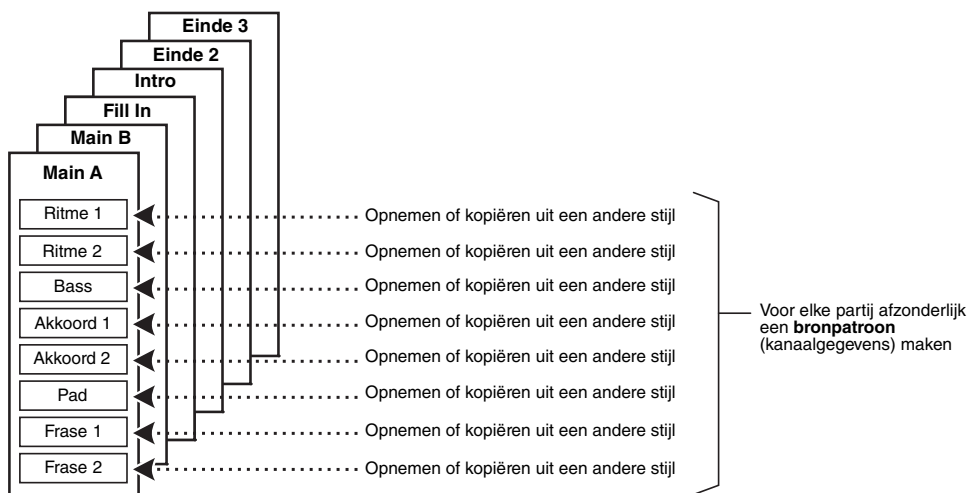 Einde 3
Einde 2
Intro
Fill In
Main B
Main A
Ritme 1
Opnemen of kopiëren uit een andere stijl
Ritme 2
Opnemen of kopiëren uit een andere stijl
Bass
Opnemen of kopiëren uit een andere stijl
Akkoord 1
Opnemen of kopiëren uit een andere stijl
Akkoord 2
Opnemen of kopiëren uit een andere stijl
Pad
Opnemen of kopiëren uit een andere stijl
Frase 1
Opnemen of kopiëren uit een andere stijl
Frase 2
Opnemen of kopiëren uit een andere stijl
Voor elke partij afzonderlijk
een bronpatroon
(kanaalgegevens) maken